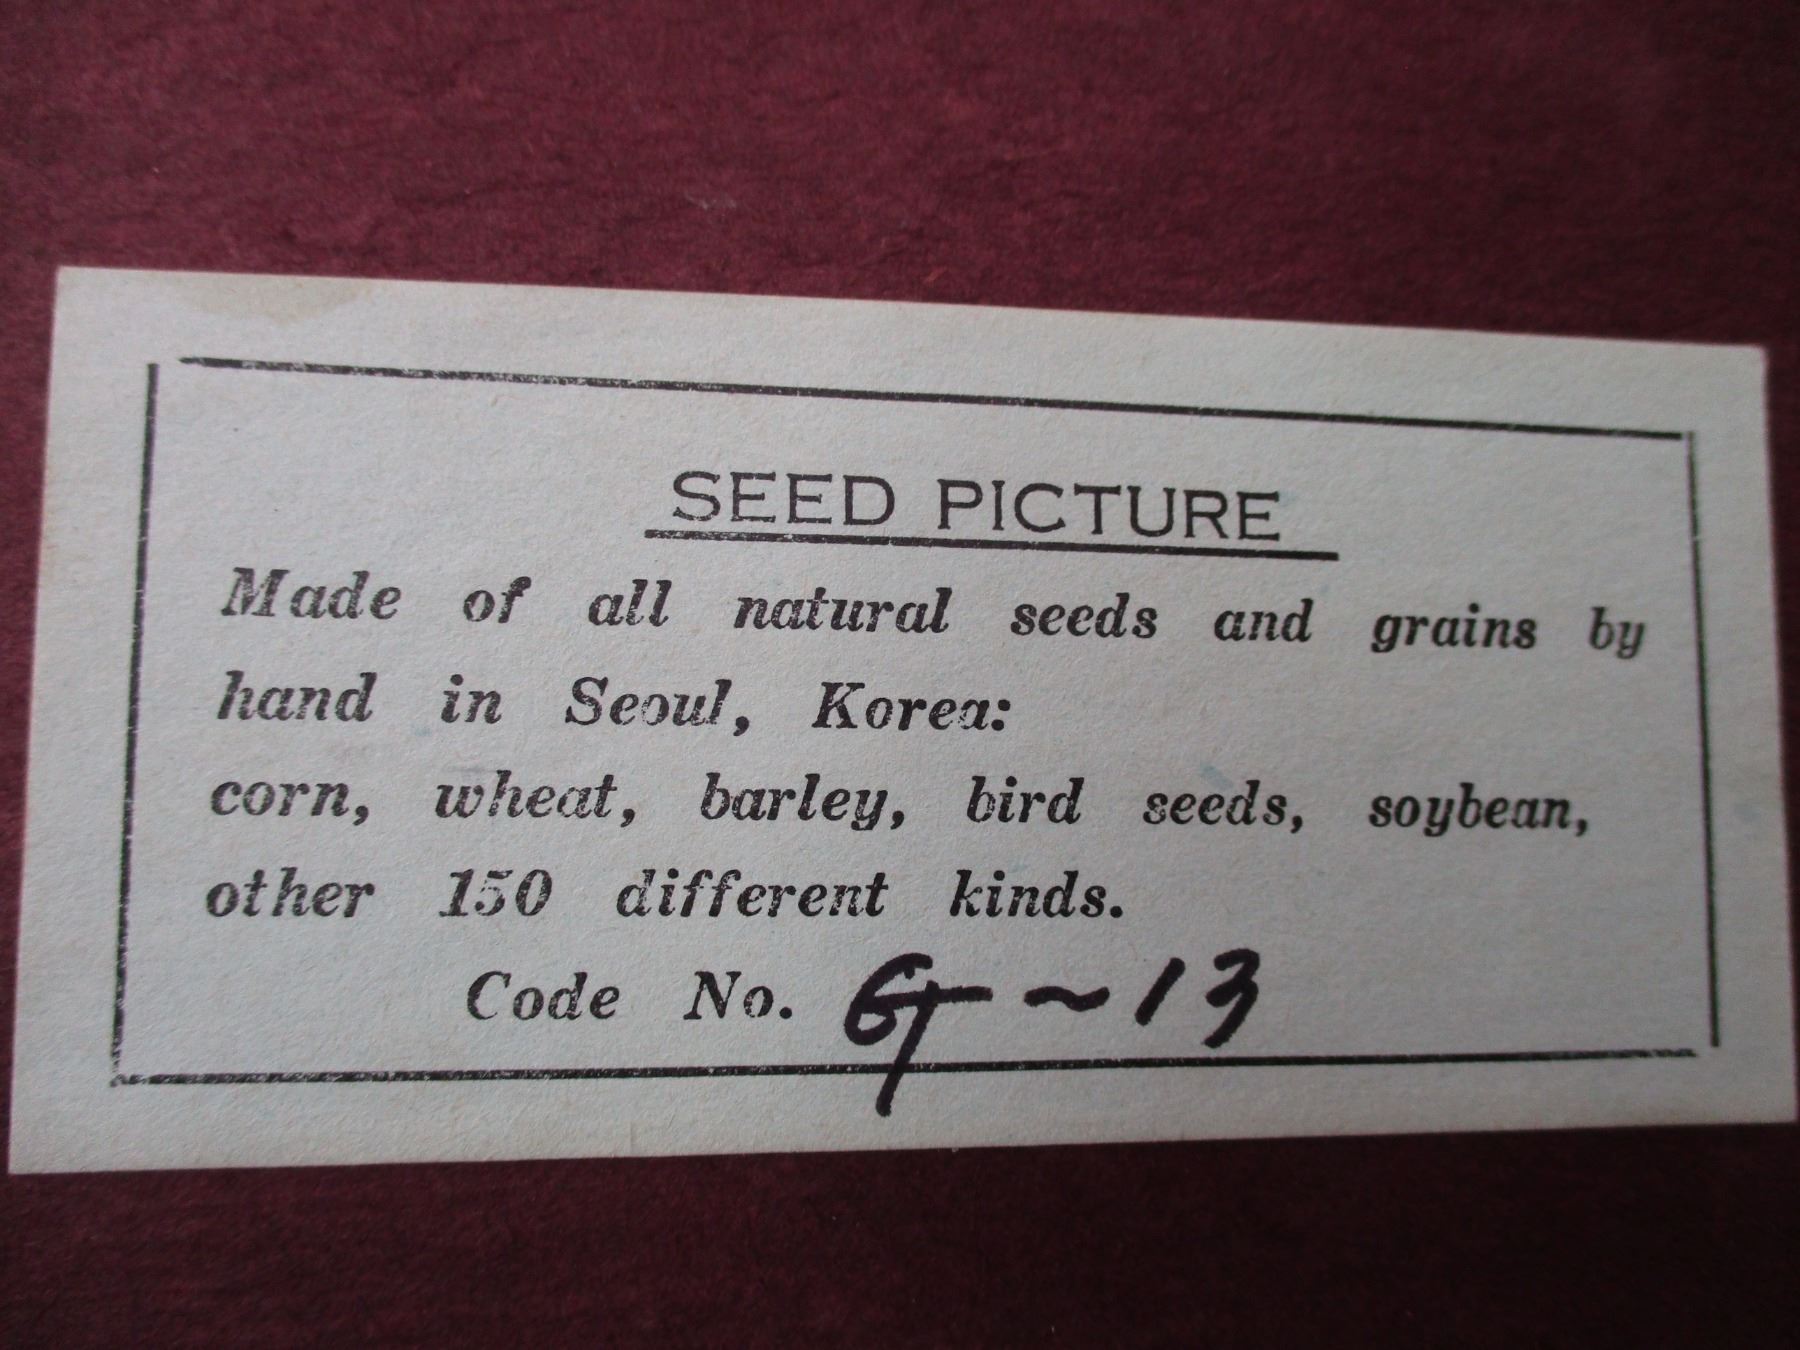 SEED PICTURE
Made of all natural seeds and grains by
hand in Seoul, Korea:
corn, wheat, barley, bird seeds, soybean,
other 150 different kinds.
Code No. G ~ 13